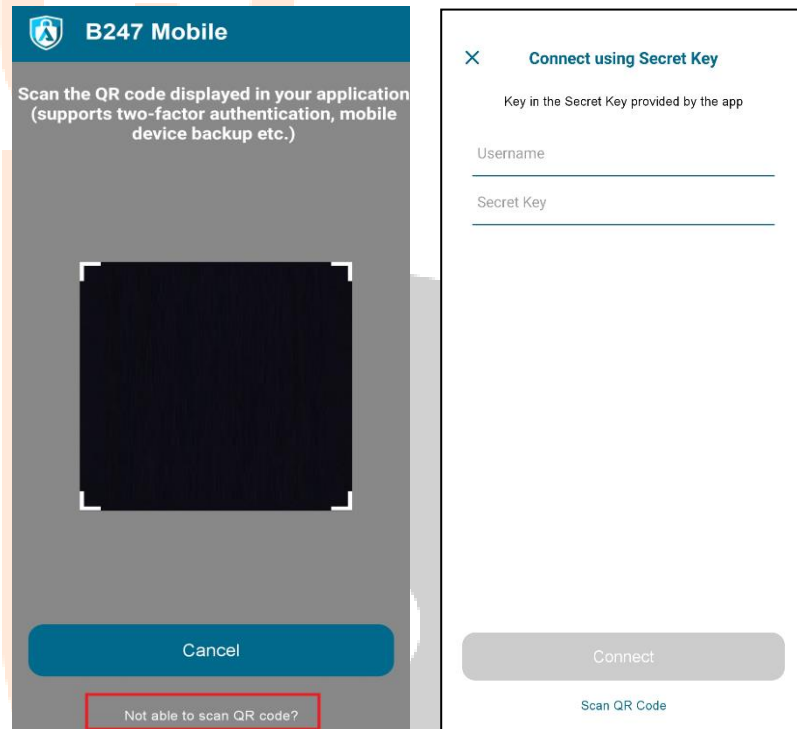 B247 Mobile
Scan the QR code displayed in your application
(supports two-factor authentication, mobile
device backup etc.)
Cancel
Not able to scan QR code?
Connect using Secret Key
Key in the Secret Key provided by the app
Username
Secret Key
Connect
Scan QR Code